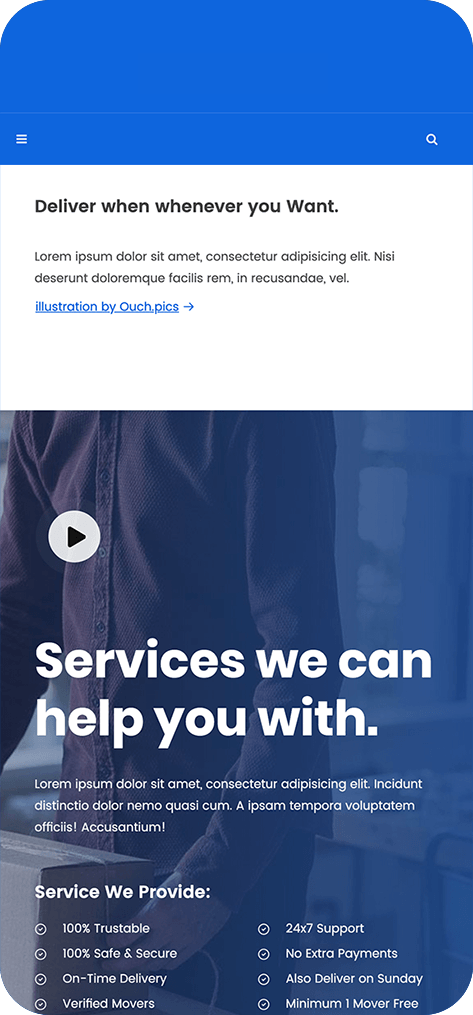 Deliver when whenever you Want.
Lorem ipsum dolor sit amet, consectetur adipisicing elit. Nisi
deserunt doloremque facilis rem, in recusandae, vel.
illustration by Ouch.pics →
Services we can
help you with.
Lorem ipsum dolor sit amet, consectetur adipisicing elit. Incidunt
distinctio dolor nemo quasi cum. A ipsam tempora voluptatem
officiis! Accusantium!
Service We Provide:
100% Trustable
24x7 Support
100% Safe & Secure
No Extra Payments
On-Time Delivery
Also Deliver on Sunday
Verified Movers
Minimum 1 Mover Free